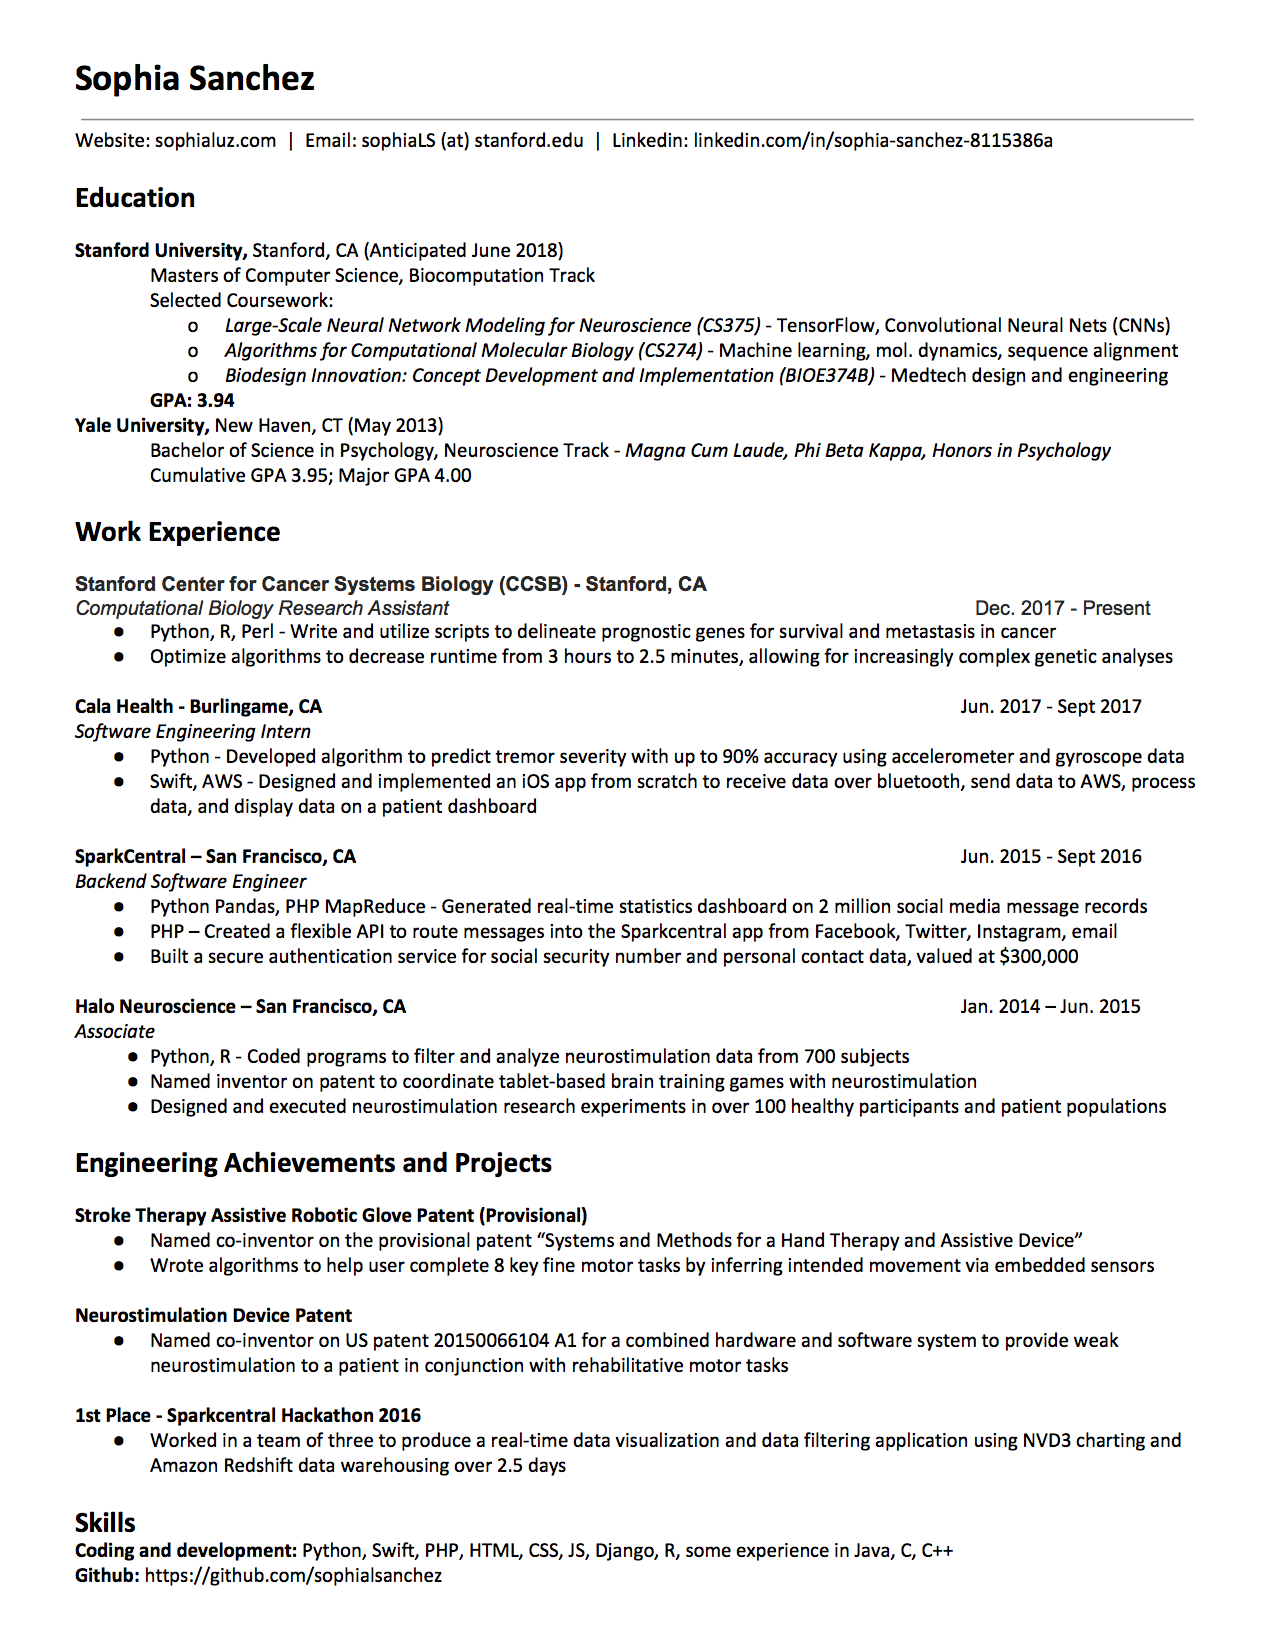 Sophia Sanchez
Website: sophialuz.com | Email: sophiaLS (at) stanford.edu | Linkedin: linkedin.com/in/sophia-sanchez-8115386a
Education
Stanford University, Stanford, CA (Anticipated June 2018)
Masters of Computer Science, Biocomputation Track
Selected Coursework:
o Large-Scale Neural Network Modeling for Neuroscience (CS375) - TensorFlow, Convolutional Neural Nets (CNNs)
o Algorithms for Computational Molecular Biology (CS274) - Machine learning, mol. dynamics, sequence alignment
o Biodesign Innovation: Concept Development and Implementation (BIOE374B) - Medtech design and engineering
GPA: 3.94
Yale University, New Haven, CT (May 2013)
Bachelor of Science in Psychology, Neuroscience Track - Magna Cum Laude, Phi Beta Kappa, Honors in Psychology
Cumulative GPA 3.95; Major GPA 4.00
Work Experience
Stanford Center for Cancer Systems Biology (CCSB) - Stanford, CA
Computational Biology Research Assistant Dec. 2017 - Present
● Python, R, Perl - Write and utilize scripts to delineate prognostic genes for survival and metastasis in cancer
● Optimize algorithms to decrease runtime from 3 hours to 2.5 minutes, allowing for increasingly complex genetic analyses
Cala Health - Burlingame, CA Jun. 2017 - Sept 2017
Software Engineering Intern
● Python - Developed algorithm to predict tremor severity with up to 90% accuracy using accelerometer and gyroscope data
● Swift, AWS - Designed and implemented an iOS app from scratch to receive data over bluetooth, send data to AWS, process
data, and display data on a patient dashboard
SparkCentral – San Francisco, CA Jun. 2015 - Sept 2016
Backend Software Engineer
● Python Pandas, PHP MapReduce - Generated real-time statistics dashboard on 2 million social media message records
● PHP – Created a flexible API to route messages into the Sparkcentral app from Facebook, Twitter, Instagram, email
● Built a secure authentication service for social security number and personal contact data, valued at $300,000
Halo Neuroscience – San Francisco, CA Jan. 2014 – Jun. 2015
Associate
● Python, R - Coded programs to filter and analyze neurostimulation data from 700 subjects
● Named inventor on patent to coordinate tablet-based brain training games with neurostimulation
● Designed and executed neurostimulation research experiments in over 100 healthy participants and patient populations
Engineering Achievements and Projects
Stroke Therapy Assistive Robotic Glove Patent (Provisional)
● Named co-inventor on the provisional patent “Systems and Methods for a Hand Therapy and Assistive Device”
● Wrote algorithms to help user complete 8 key fine motor tasks by inferring intended movement via embedded sensors
Neurostimulation Device Patent
● Named co-inventor on US patent 20150066104 A1 for a combined hardware and software system to provide weak
neurostimulation to a patient in conjunction with rehabilitative motor tasks
1st Place - Sparkcentral Hackathon 2016
● Worked in a team of three to produce a real-time data visualization and data filtering application using NVD3 charting and
Amazon Redshift data warehousing over 2.5 days
Skills
Coding and development: Python, Swift, PHP, HTML, CSS, JS, Django, R, some experience in Java, C, C++
Github: https://github.com/sophialsanchez